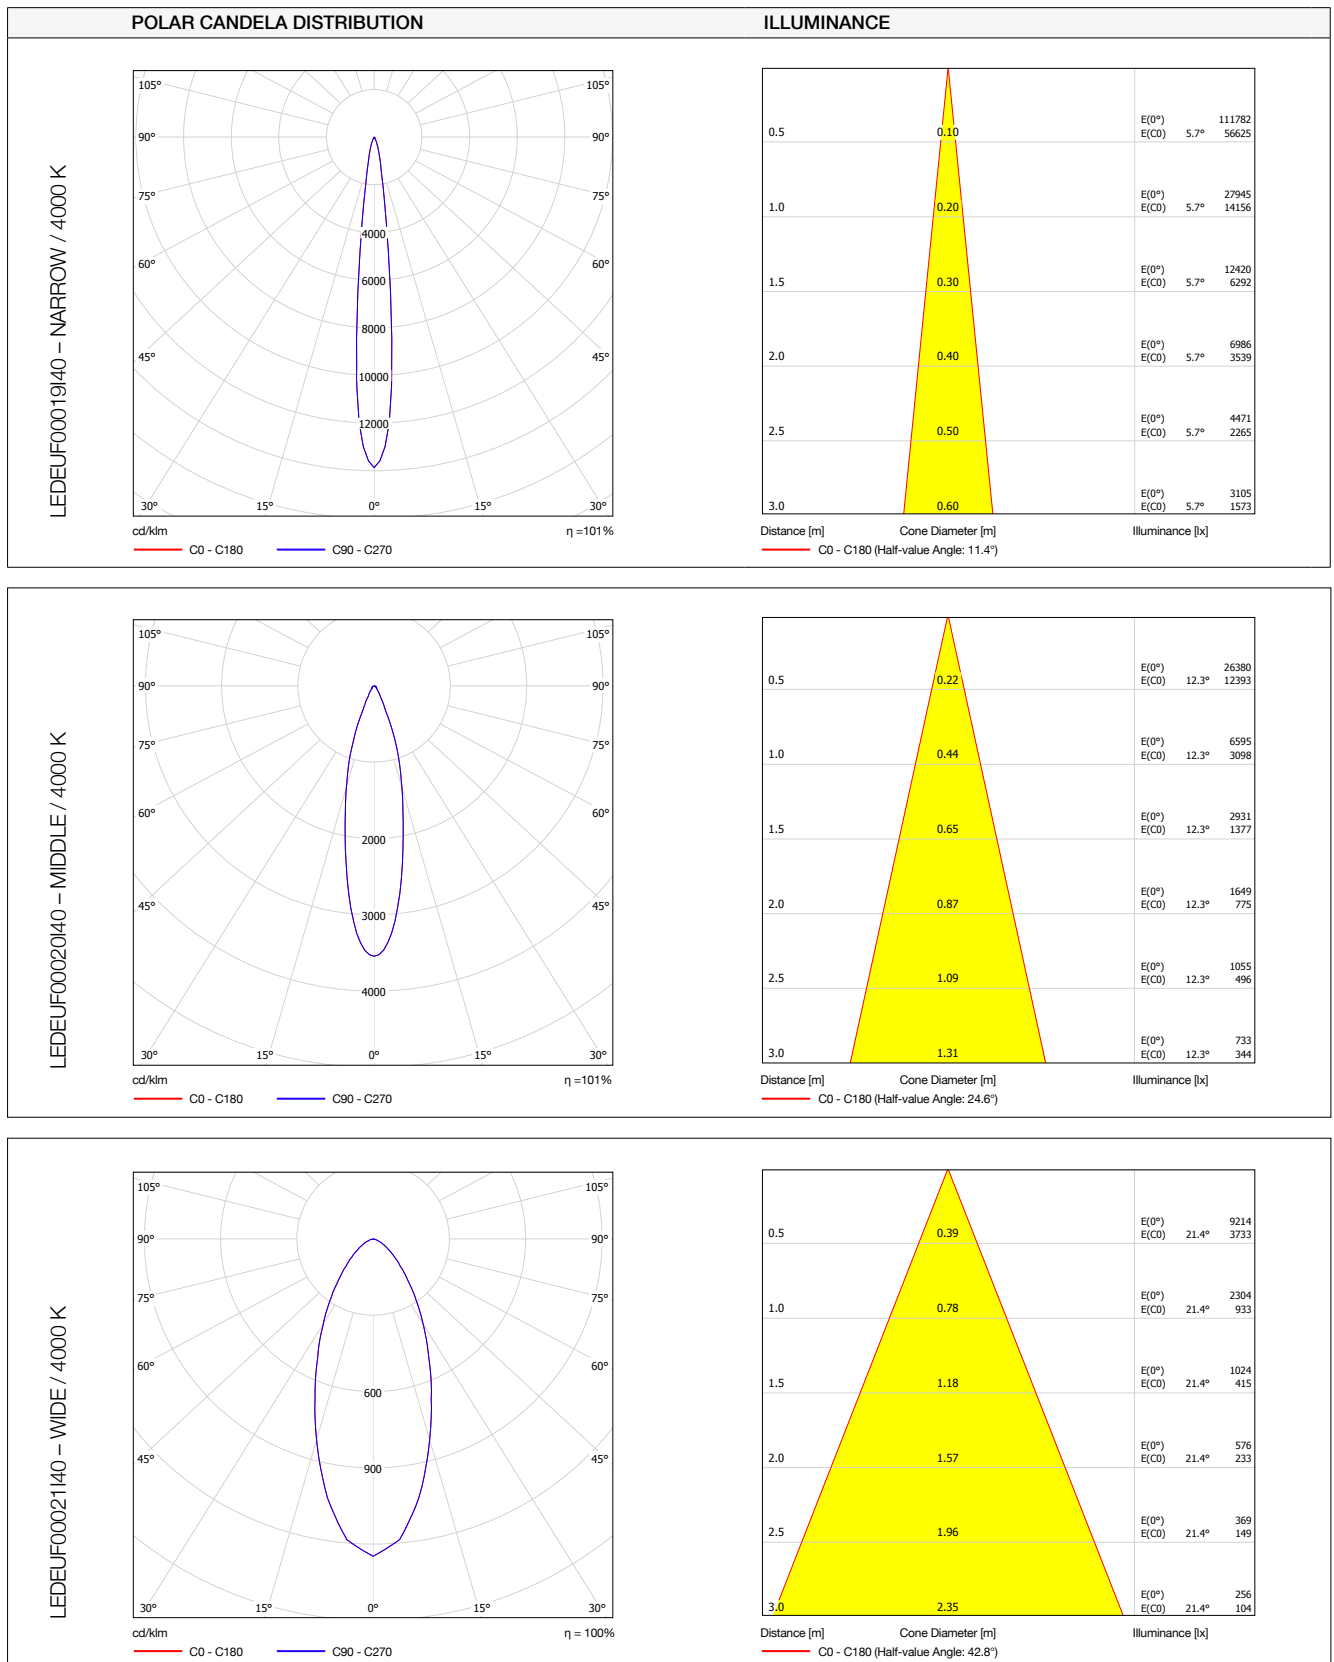 POLAR CANDELA DISTRIBUTION
ILLUMINANCE
LEDEUF00019I40 – NARROW / 4000 K
105° 105°
90° 90°
75° 75°
60° 60°
45° 45°
4000
6000
8000
10000
12000
30° 15° 0° 15° 30°
cd/klm η =101%
C0 - C180 C90 - C270
E(0°) 111782
0.5 0.10 E(C0) 5.7° 56625
E(0°) 27945
1.0 0.20 E(C0) 5.7° 14156
E(0°) 12420
1.5 0.30 E(C0) 5.7° 6292
E(0°) 6986
2.0 0.40 E(C0) 5.7° 3539
E(0°) 4471
2.5 0.50 E(C0) 5.7° 2265
E(0°) 3105
3.0 0.60 E(C0) 5.7° 1573
Distance [m] Cone Diameter [m] Illuminance [lx]
C0 - C180 (Half-value Angle: 11.4°)
LEDEUF00020I40 – MIDDLE / 4000 K
105° 105°
90° 90°
75° 75°
60° 60°
45° 45°
2000
3000
4000
30° 15° 0° 15° 30°
cd/klm η =101%
C0 - C180 C90 - C270
E(0°) 26380
0.5 0.22 E(C0) 12.3° 12393
E(0°) 6595
1.0 0.44 E(C0) 12.3° 3098
E(0°) 2931
1.5 0.65 E(C0) 12.3° 1377
E(0°) 1649
2.0 0.87 E(C0) 12.3° 775
E(0°) 1055
2.5 1.09 E(C0) 12.3° 496
E(0°) 733
3.0 1.31 E(C0) 12.3° 344
Distance [m] Cone Diameter [m] Illuminance [lx]
C0 - C180 (Half-value Angle: 24.6°)
LEDEUF00021I40 – WIDE / 4000 K
105° 105°
90° 90°
75° 75°
60° 60°
45° 45°
600
900
30° 15° 0° 15° 30°
cd/klm η = 100%
C0 - C180 C90 - C270
E(0°) 9214
0.5 0.39 E(C0) 21.4° 3733
E(0°) 2304
1.0 0.78 E(C0) 21.4° 933
E(0°) 1024
1.5 1.18 E(C0) 21.4° 415
E(0°) 576
2.0 1.57 E(C0) 21.4° 233
E(0°) 369
2.5 1.96 E(C0) 21.4° 149
E(0°) 256
3.0 2.35 E(C0) 21.4° 104
Distance [m] Cone Diameter [m] Illuminance [lx]
C0 - C180 (Half-value Angle: 42.8°)